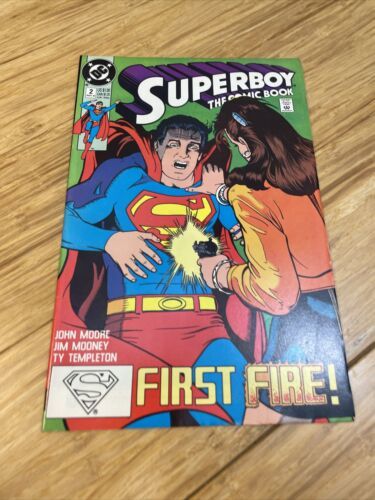 DC
2
SUPERBOY
THE COMIC BOOK
JOHN MOORE
JIM MOONEY
TY TEMPLETON
FIRST FIRE!